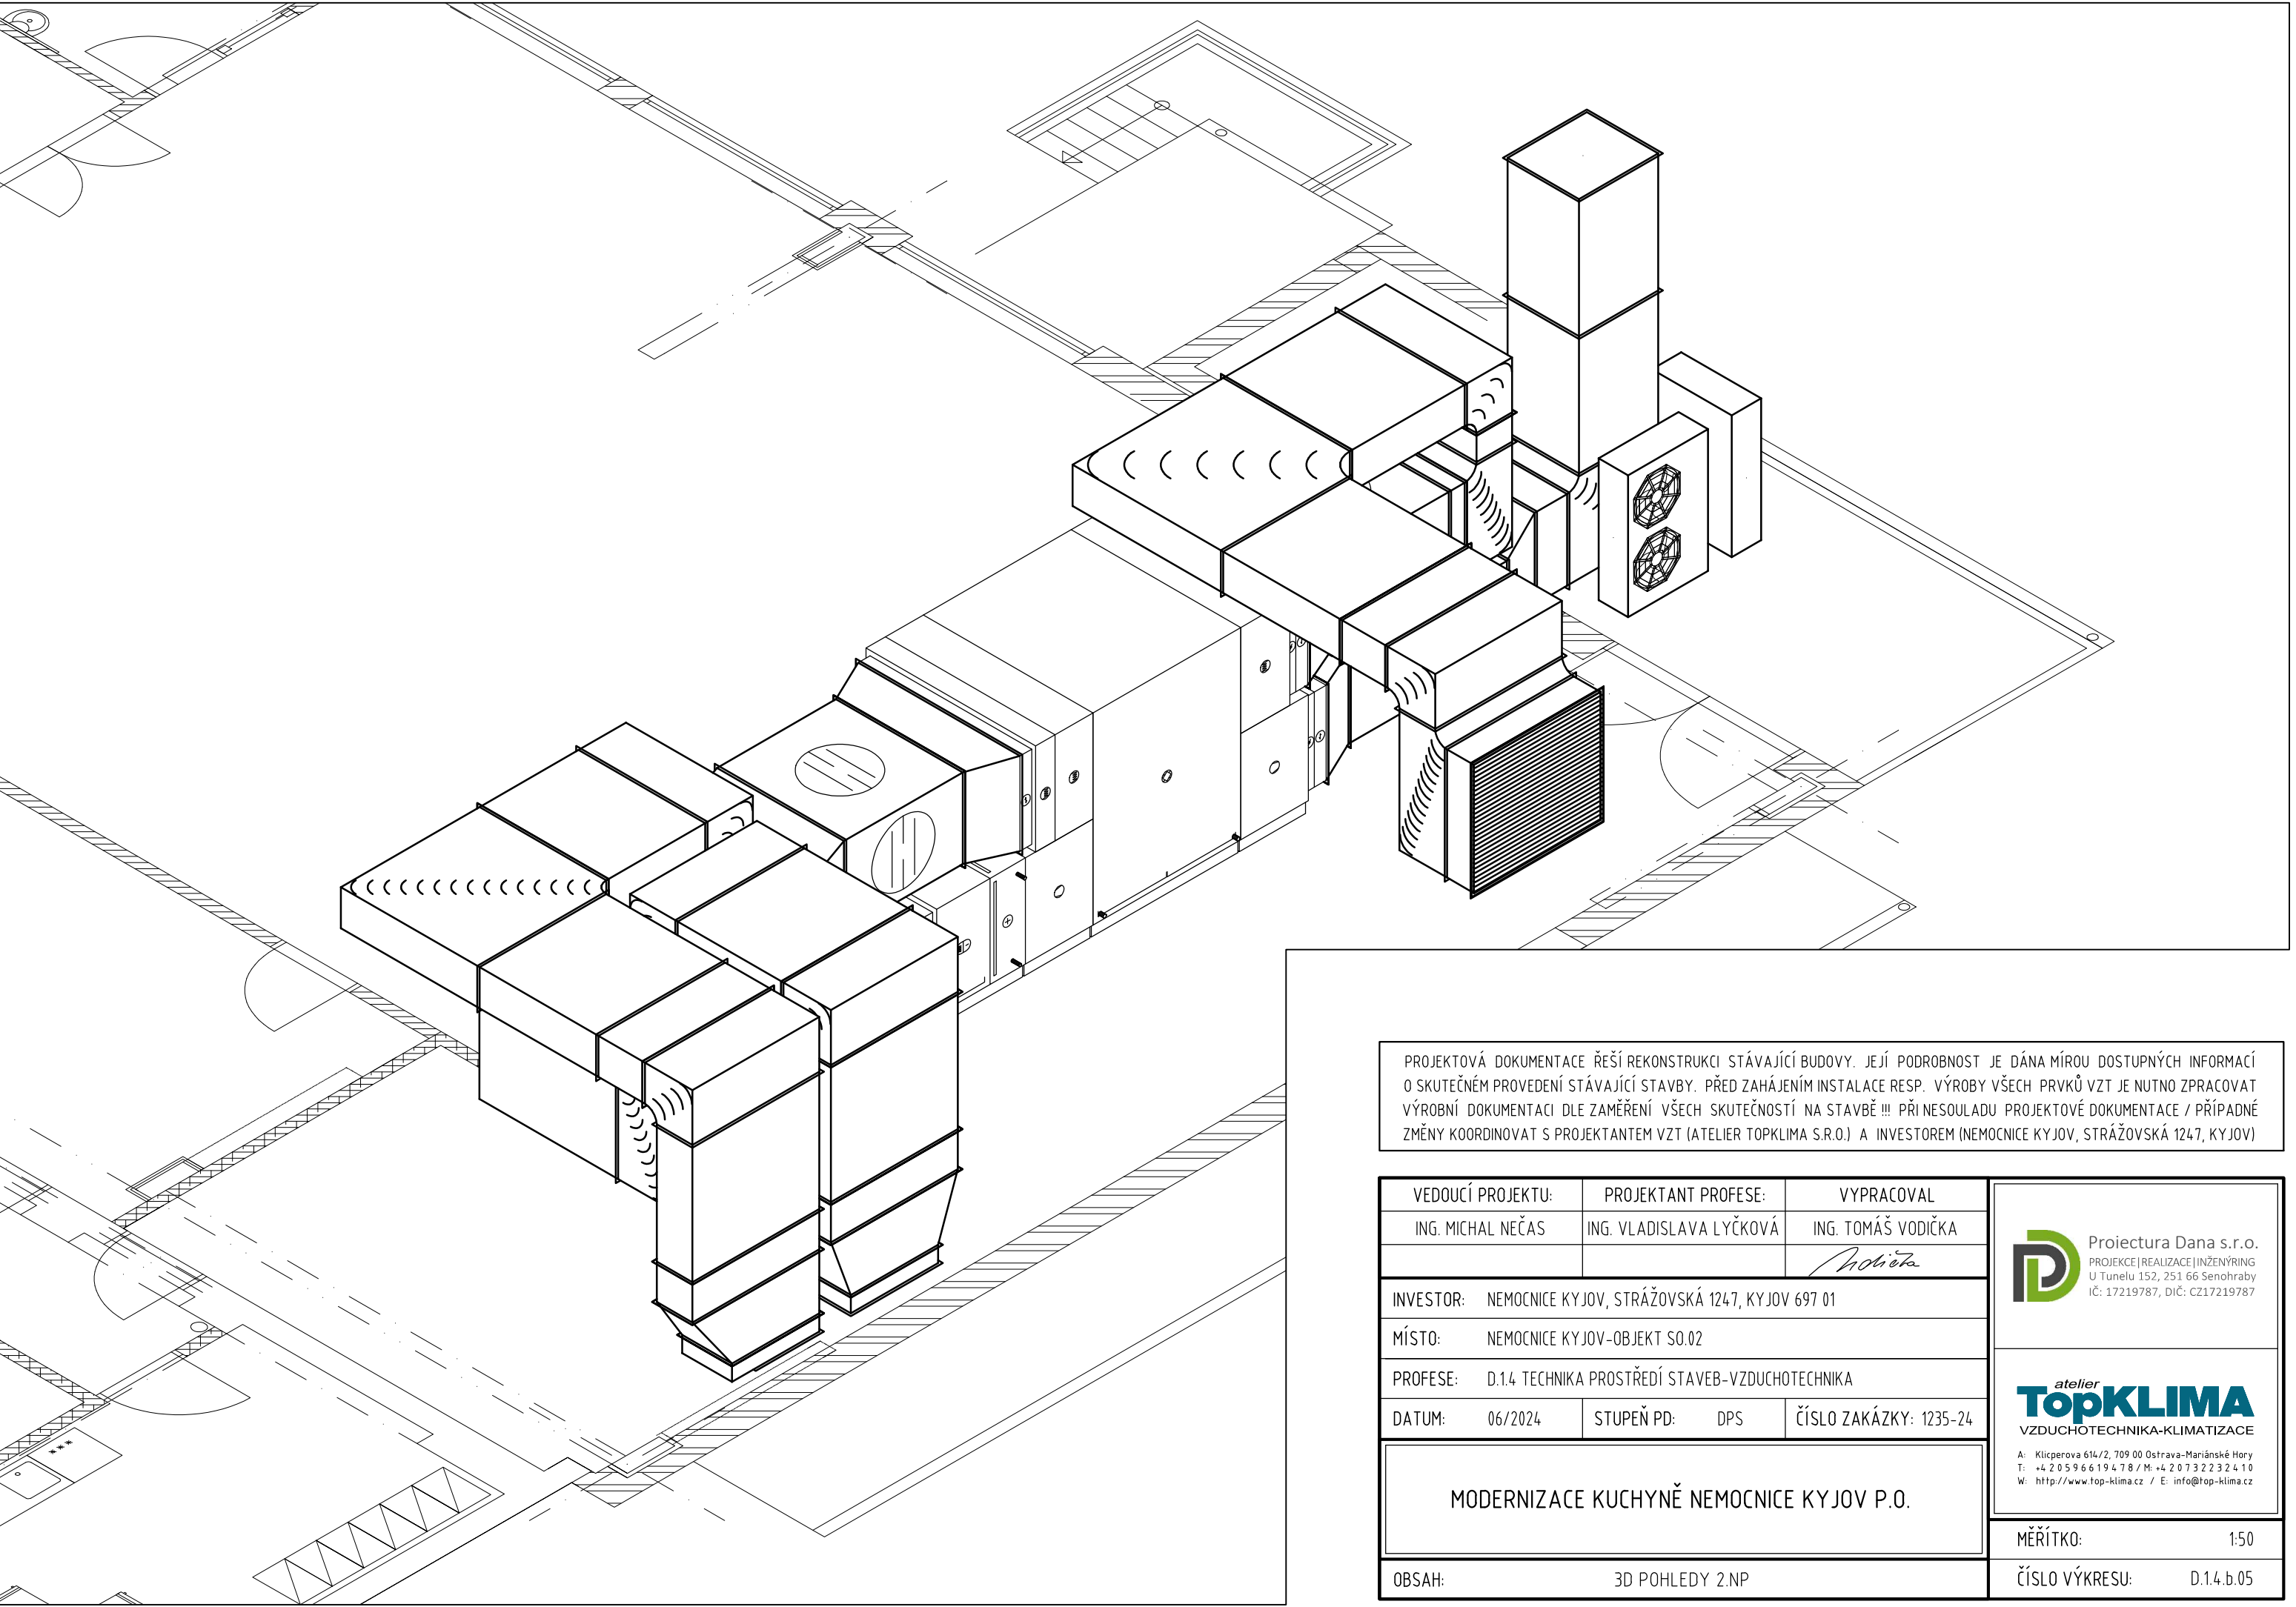 PROJEKTOVÁ DOKUMENTACE ŘEŠÍ REKONSTRUKCI STÁVAJÍCÍ BUDOVY. JEJÍ PODROBNOST JE DÁNA MÍROU DOSTUPNÝCH INFORMACÍ
O SKUTEČNÉM PROVEDENÍ STÁVAJÍCÍ STAVBY. PŘED ZAHÁJENÍM INSTALACE RESP. VÝROBY VŠECH PRVKŮ VZT JE NUTNO ZPRACOVAT
VÝROBNÍ DOKUMENTACI DLE ZAMĚŘENÍ VŠECH SKUTEČNOSTÍ NA STAVBĚ !!! PŘI NESOULADU PROJEKTOVÉ DOKUMENTACE / PŘÍPADNÉ
ZMĚNY KOORDINOVAT S PROJEKTANTEM VZT (ATELIER TOPKLIMA S.R.O.) A INVESTOREM (NEMOCNICE KYJOV, STRÁŽOVSKÁ 1247, KYJOV)
VEDOUCÍ PROJEKTU: PROJEKTANT PROFESE: VYPRACOVAL
ING. MICHAL NEČAS ING. VLADISLAVA LYČKOVÁ ING. TOMÁŠ VODIČKA
Vodička
INVESTOR: NEMOCNICE KYJOV, STRÁŽOVSKÁ 1247, KYJOV 697 01
MÍSTO: NEMOCNICE KYJOV-OBJEKT SO.02
PROFESE: D.1.4 TECHNIKA PROSTŘEDÍ STAVEB-VZDUCHOTECHNIKA
DATUM: 06/2024 STUPEŇ PD: DPS ČÍSLO ZAKÁZKY: 1235-24
MODERNIZACE KUCHYNĚ NEMOCNICE KYJOV P.O.
OBSAH: 3D POHLEDY 2.NP
Proiectura Dana s.r.o.
PROJEKCE|REALIZACE|INŽENÝRING
U Tunelu 152, 251 66 Senohraby
IČ: 17219787, DIČ: CZ17219787
atelier
TopKLIMA
VZDUCHOTECHNIKA-KLIMATIZACE
A: Klicperova 614/2, 709 00 Ostrava-Mariánské Hory
T: +420596619478 / M: +420732232410
W: http://www.top-klima.cz / E: info@top-klima.cz
MĚŘÍTKO: 1:50
ČÍSLO VÝKRESU: D.1.4.b.05